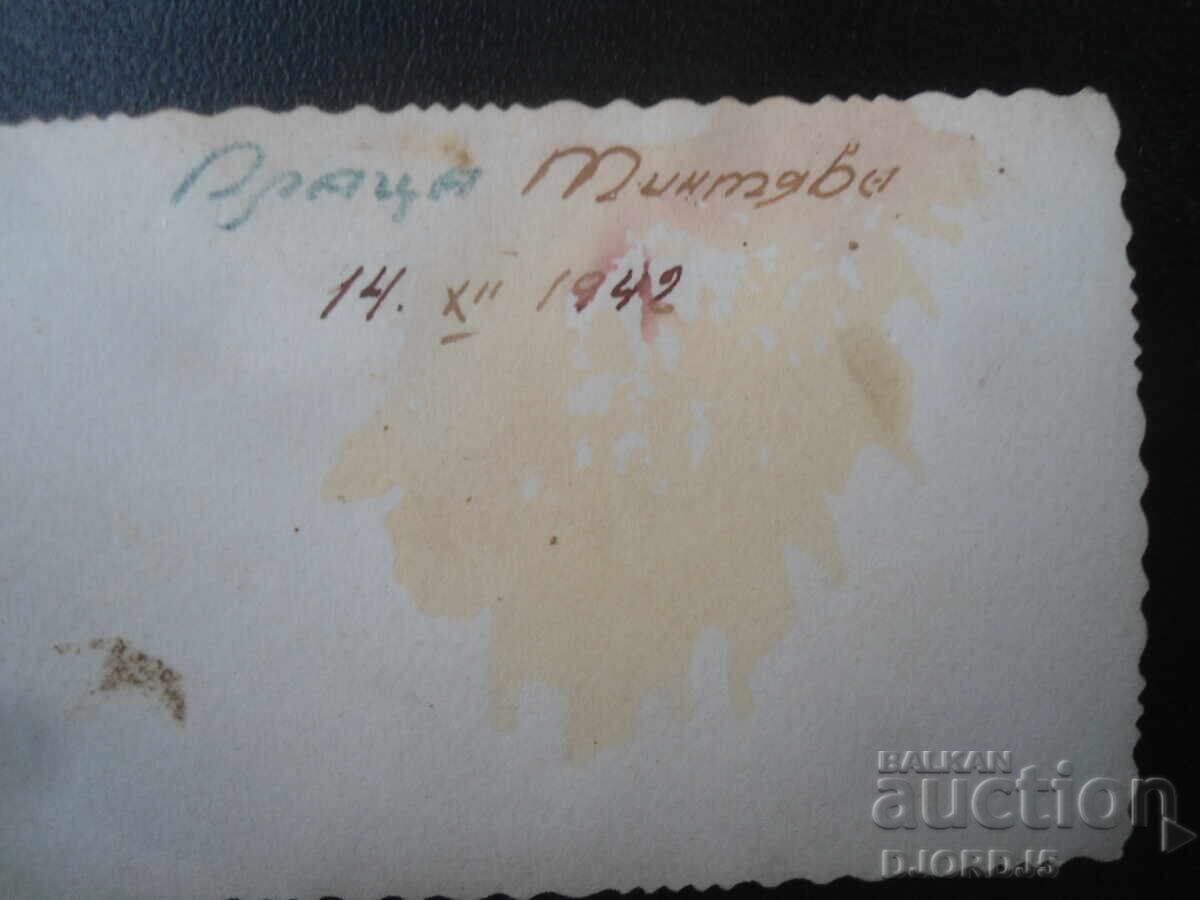 Враца Тинтява
14. XII 1942
BALKAN
auction
DJORDJ5